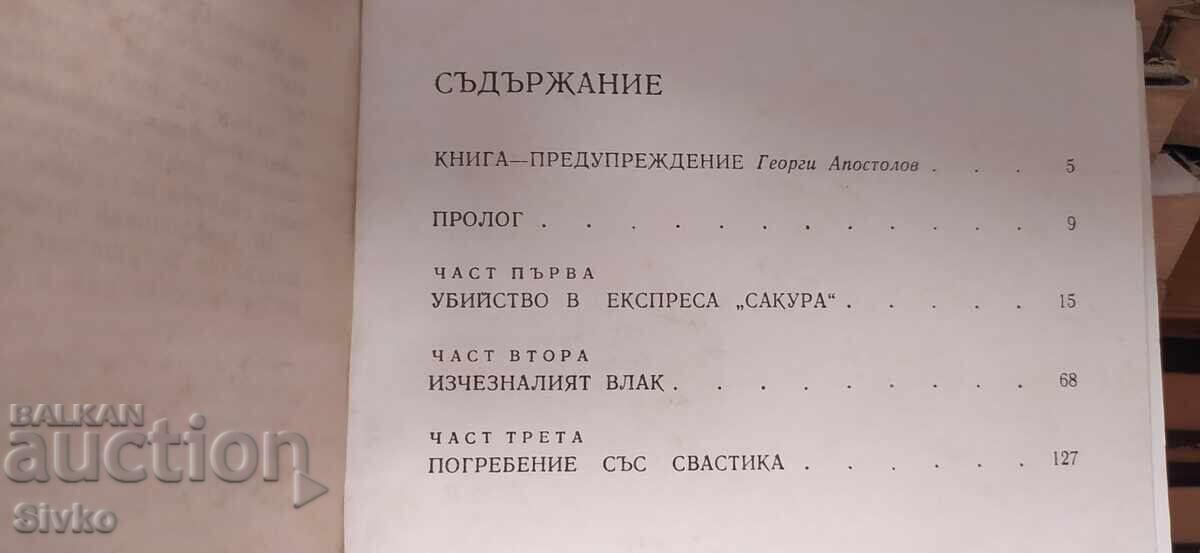 СЪДЪРЖАНИЕ
КНИГА—ПРЕДУПРЕЖДЕНИЕ Георги Апостолов . . . 5
ПРОЛОГ . . . . . . . . . . . . 9
ЧАСТ ПЪРВА
УБИЙСТВО В ЕКСПРЕСА „САКУРА“ . . . . . 15
ЧАСТ ВТОРА
ИЗЧЕЗНАЛИЯТ ВЛАК . . . . . . . . . 68
ЧАСТ ТРЕТА
ПОГРЕБЕНИЕ СЪС СВАСТИКА . . . . . . 127
BALKAN
auction
Sivko